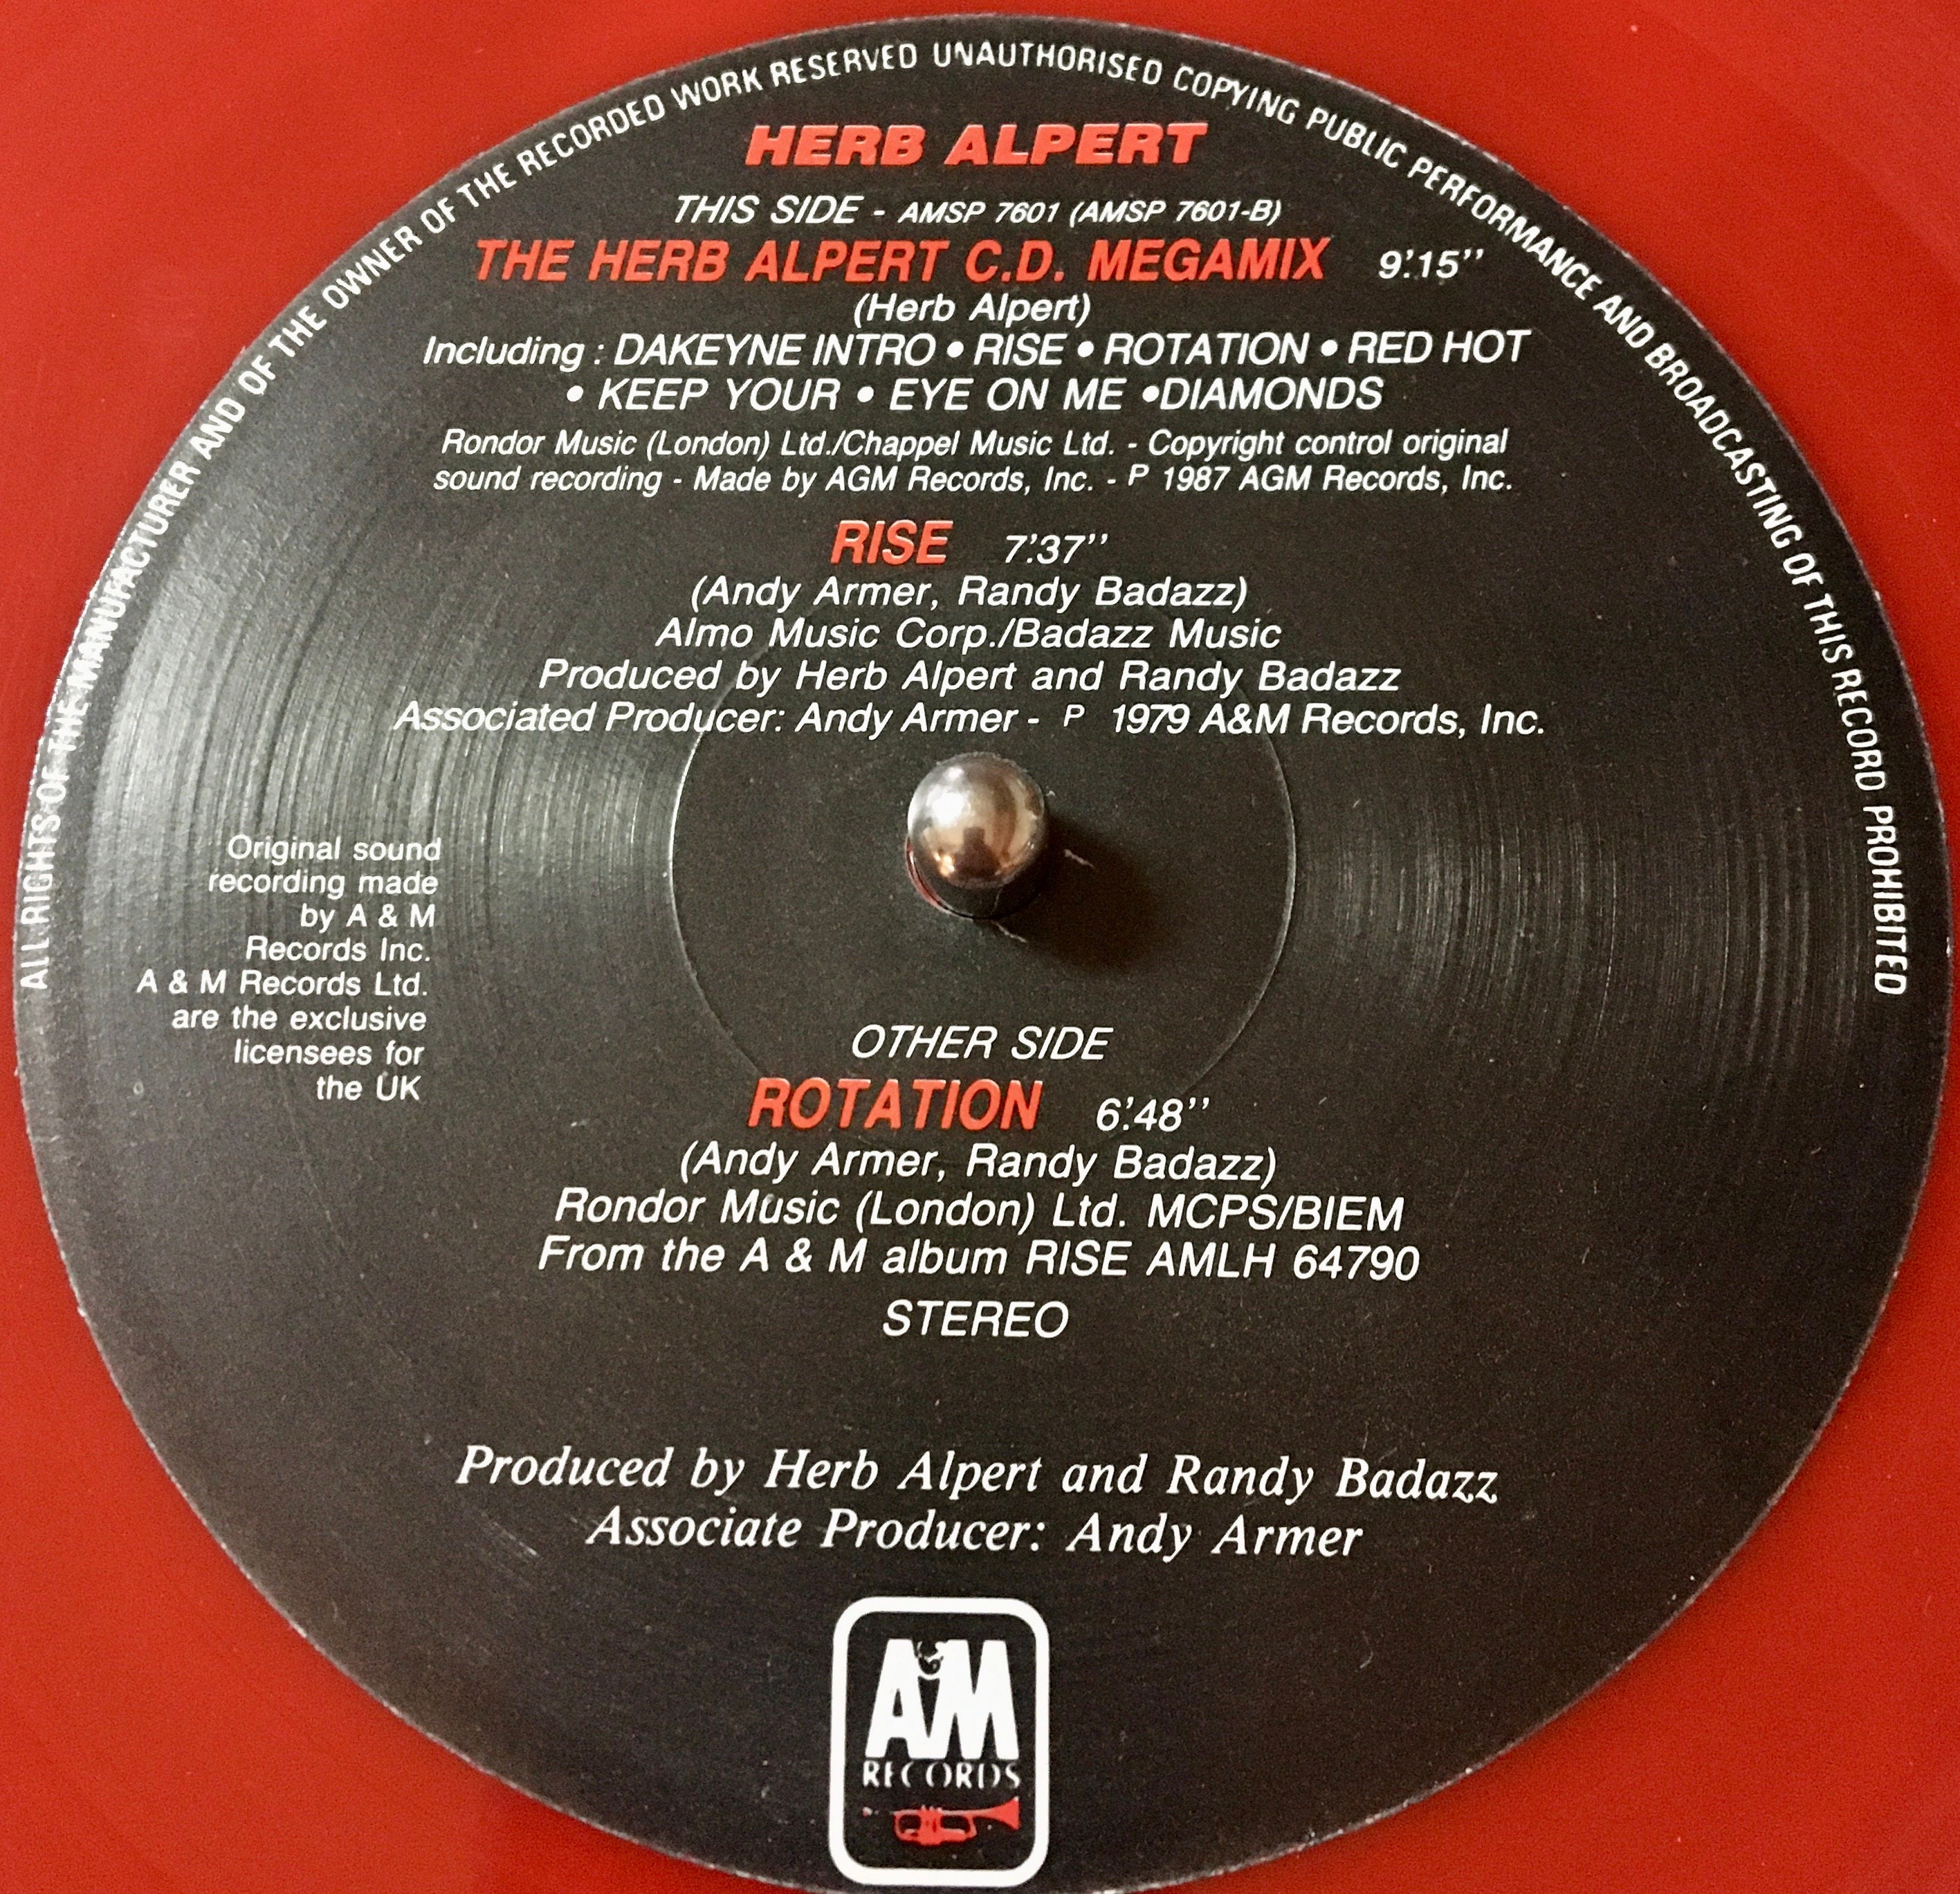 ALL RIGHTS OF THE MANUFACTURER AND OF THE OWNER OF THE RECORDED WORK RESERVED UNAUTHORISED COPYING PUBLIC PERFORMANCE AND BROADCASTING OF THIS RECORD PROHIBITED
HERB ALPERT
THIS SIDE - AMSP 7601 (AMSP 7601-B)
THE HERB ALPERT C.D. MEGAMIX 9'.15''
(Herb Alpert)
Including : DAKEYNE INTRO • RISE • ROTATION • RED HOT
• KEEP YOUR • EYE ON ME •DIAMONDS
Rondor Music (London) Ltd./Chappel Music Ltd. - Copyright control original
sound recording - Made by AGM Records, Inc. - P 1987 AGM Records, Inc.
RISE 7'.37''
(Andy Armer, Randy Badazz)
Almo Music Corp./Badazz Music
Produced by Herb Alpert and Randy Badazz
Associated Producer: Andy Armer - P 1979 A&M Records, Inc.
Original sound
recording made
by A & M
Records Inc.
A & M Records Ltd.
are the exclusive
licensees for
the UK
OTHER SIDE
ROTATION 6'.48''
(Andy Armer, Randy Badazz)
Rondor Music (London) Ltd. MCPS/BIEM
From the A & M album RISE AMLH 64790
STEREO
Produced by Herb Alpert and Randy Badazz
Associate Producer: Andy Armer
A&M
RECORDS